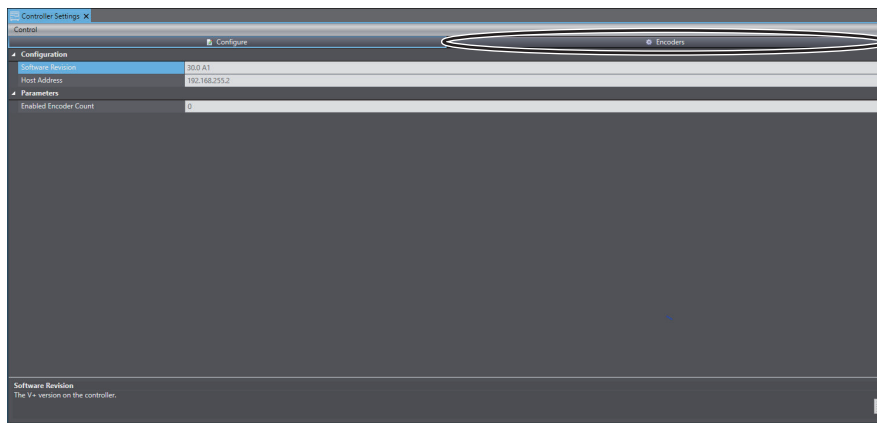 Controller Settings X
Control
Configure Encoders
Configuration
Software Revision 30.0 A1
Host Address 192.168.255.2
Parameters
Enabled Encoder Count 0
Software Revision
The V+ version on the controller.